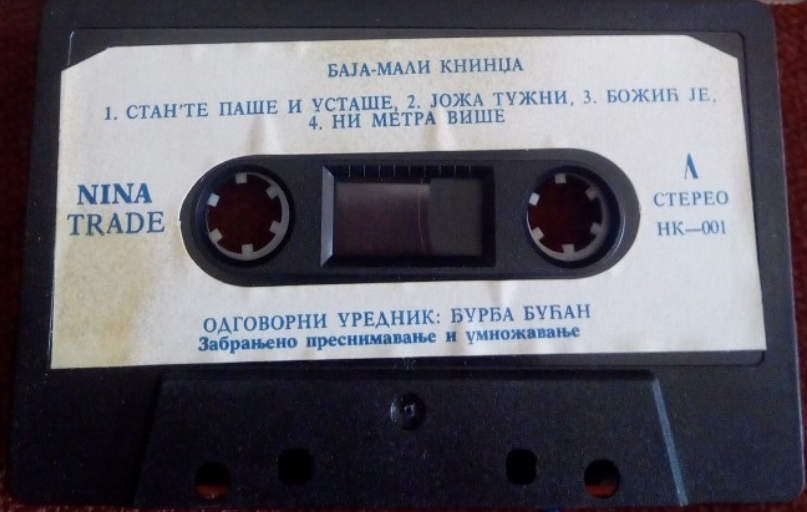 БАЈА-МАЛИ КНИНЏА
1. СТАН'ТЕ ПАШЕ И УСТАШЕ, 2. ЈОЖА ТУЖНИ, 3. БОЖИЋ ЈЕ,
4. НИ МЕТРА ВИШЕ
NINA
TRADE
А
СТЕРЕО
НК—001
ОДГОВОРНИ УРЕДНИК: ЂУРЂА БУЋАН
Забрањено преснимавање и умножавање